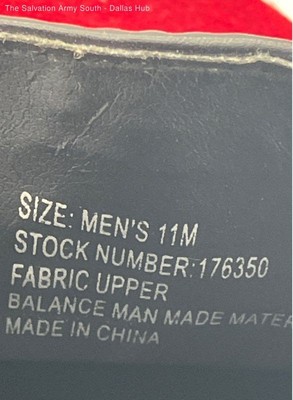 The Salvation Army South - Dallas Hub
SIZE: MEN'S 11M
STOCK NUMBER:176350
FABRIC UPPER
BALANCE MAN MADE MATER
MADE IN CHINA